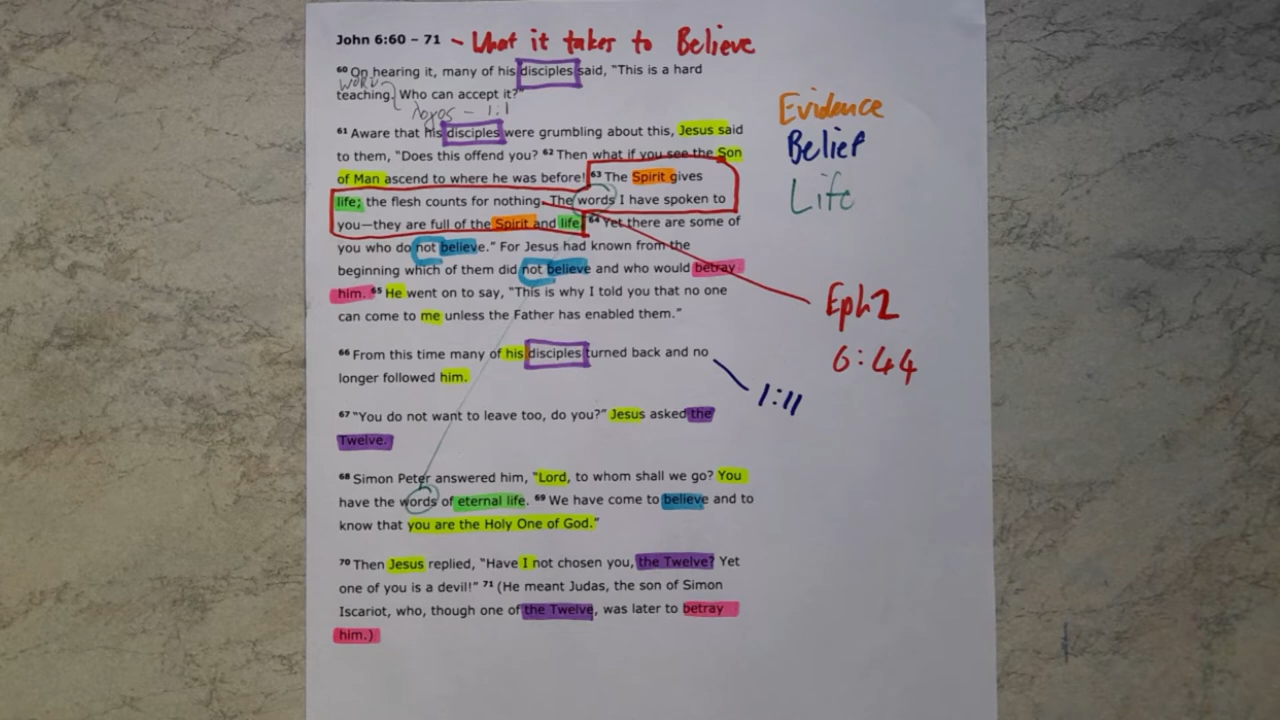 John 6:60 – 71 ~ What it takes to Believe
60 On hearing it, many of his disciples said, “This is a hard
WORD
teaching. Who can accept it?”
λογος – 1:1
61 Aware that his disciples were grumbling about this, Jesus said
to them, “Does this offend you? 62 Then what if you see the Son
of Man ascend to where he was before! 63 The Spirit gives
life; the flesh counts for nothing. The words I have spoken to
you—they are full of the Spirit and life. 64 Yet there are some of
you who do not believe.” For Jesus had known from the
beginning which of them did not believe and who would betray
him. 65 He went on to say, “This is why I told you that no one
can come to me unless the Father has enabled them.”
66 From this time many of his disciples turned back and no
longer followed him.
67 “You do not want to leave too, do you?” Jesus asked the
Twelve.
68 Simon Peter answered him, “Lord, to whom shall we go? You
have the words of eternal life. 69 We have come to believe and to
know that you are the Holy One of God.”
70 Then Jesus replied, “Have I not chosen you, the Twelve? Yet
one of you is a devil!” 71 (He meant Judas, the son of Simon
Iscariot, who, though one of the Twelve, was later to betray
him.)
Evidence
Belief
Life
Eph 2
6:44
1:11